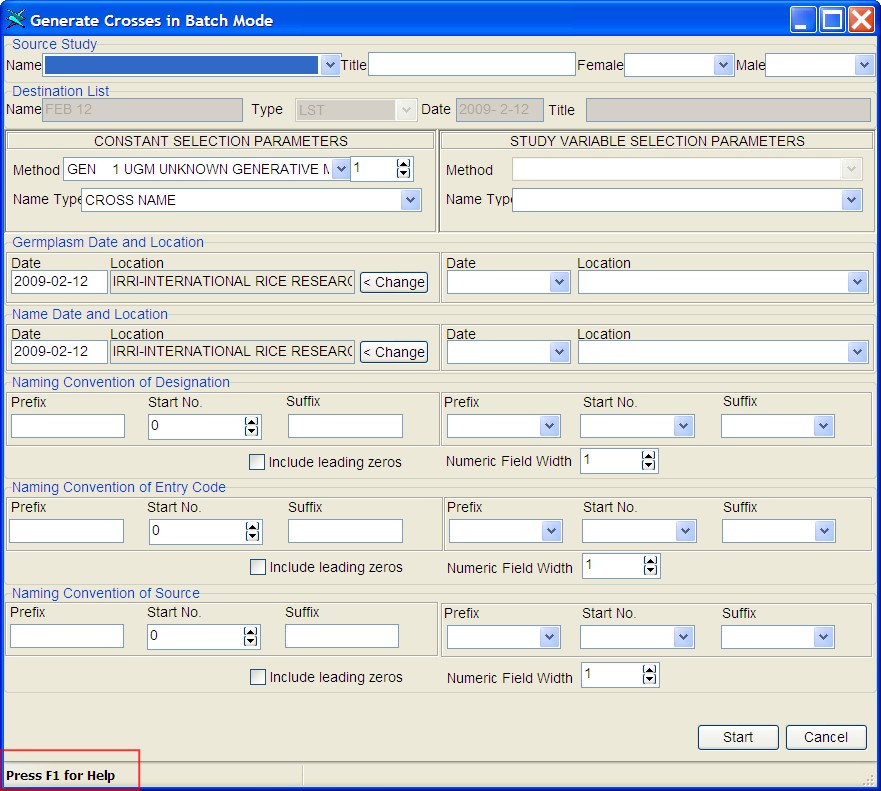 Generate Crosses in Batch Mode
Source Study
Name Title Female Male
Destination List
Name FEB 12 Type LST Date 2009- 2-12 Title
CONSTANT SELECTION PARAMETERS STUDY VARIABLE SELECTION PARAMETERS
Method GEN 1 UGM UNKNOWN GENERATIVE M 1 Method
Name Type CROSS NAME Name Type
Germplasm Date and Location
Date Location Date Location
2009-02-12 IRRI-INTERNATIONAL RICE RESEARC < Change
Name Date and Location
Date Location Date Location
2009-02-12 IRRI-INTERNATIONAL RICE RESEARC < Change
Naming Convention of Designation
Prefix Start No. Suffix Prefix Start No. Suffix
0
Include leading zeros Numeric Field Width 1
Naming Convention of Entry Code
Prefix Start No. Suffix Prefix Start No. Suffix
0
Include leading zeros Numeric Field Width 1
Naming Convention of Source
Prefix Start No. Suffix Prefix Start No. Suffix
0
Include leading zeros Numeric Field Width 1
Start Cancel
Press F1 for Help